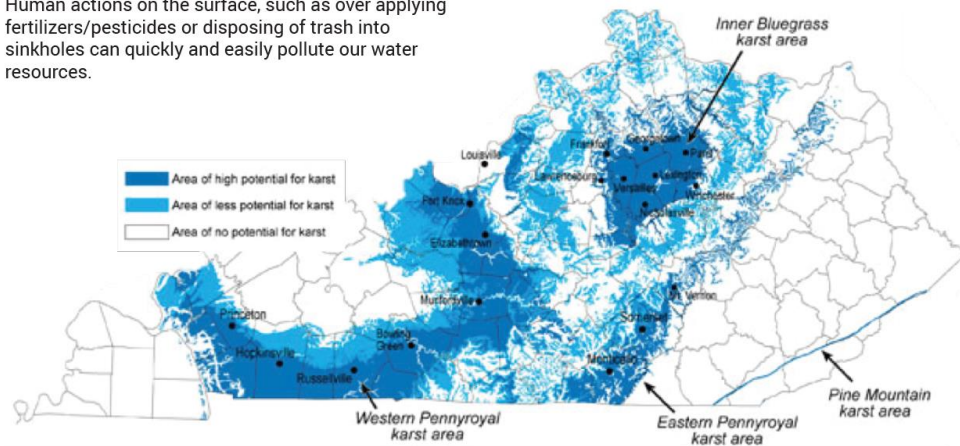 Human actions on the surface, such as over applying
fertilizers/pesticides or disposing of trash into
sinkholes can quickly and easily pollute our water
resources.
Inner Bluegrass
karst area
Area of high potential for karst
Area of less potential for karst
Area of no potential for karst
Louisville
Frankfort
Georgetown
Paris
Lawrenceburg
Versailles
Lexington
Winchester
Nicholasville
Fort Knox
Elizabethtown
Munfordville
Mt. Vernon
Somerset
Monticello
Princeton
Hopkinsville
Bowling
Green
Russellville
Western Pennyroyal
karst area
Eastern Pennyroyal
karst area
Pine Mountain
karst area